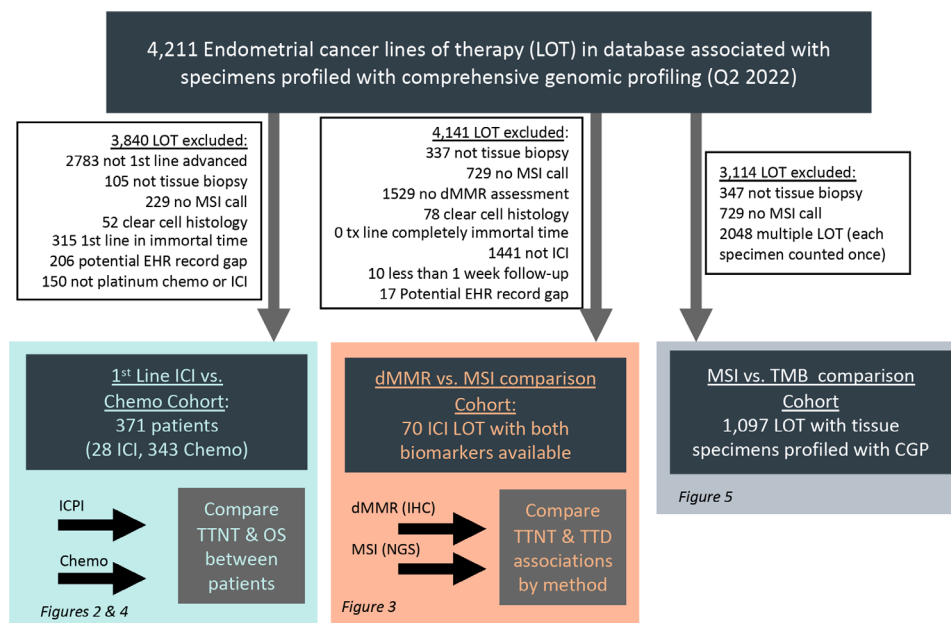 4,211 Endometrial cancer lines of therapy (LOT) in database associated with
specimens profiled with comprehensive genomic profiling (Q2 2022)
3,840 LOT excluded:
2783 not 1st line advanced
105 not tissue biopsy
229 no MSI call
52 clear cell histology
315 1st line in immortal time
206 potential EHR record gap
150 not platinum chemo or ICI
4,141 LOT excluded:
337 not tissue biopsy
729 no MSI call
1529 no dMMR assessment
78 clear cell histology
0 tx line completely immortal time
1441 not ICI
10 less than 1 week follow-up
17 Potential EHR record gap
3,114 LOT excluded:
347 not tissue biopsy
729 no MSI call
2048 multiple LOT (each
specimen counted once)
1st Line ICI vs.
Chemo Cohort:
371 patients
(28 ICI, 343 Chemo)
ICPI
Chemo
Compare
TTNT & OS
between
patients
Figures 2 & 4
dMMR vs. MSI comparison
Cohort:
70 ICI LOT with both
biomarkers available
dMMR (IHC)
MSI (NGS)
Compare
TTNT & TTD
associations
by method
Figure 3
MSI vs. TMB comparison
Cohort
1,097 LOT with tissue
specimens profiled with CGP
Figure 5